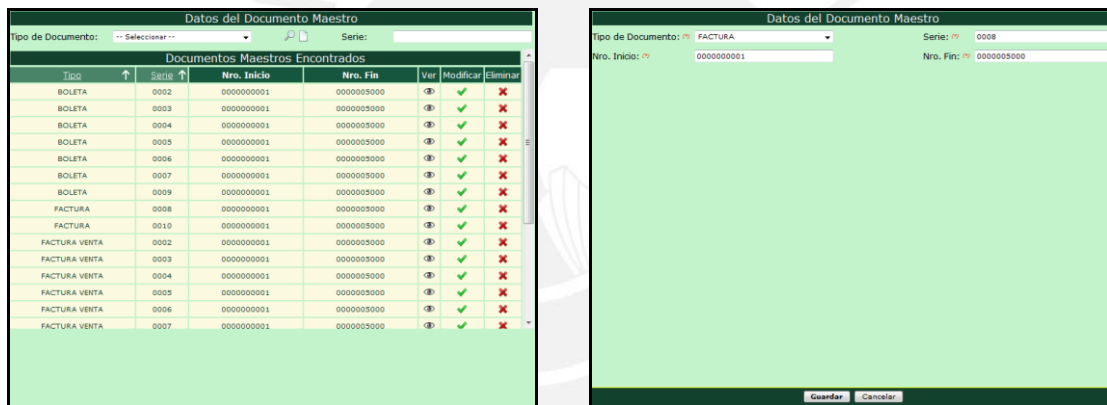 Datos del Documento Maestro
Tipo de Documento: -- Seleccionar -- Serie:
Documentos Maestros Encontrados
Tipo Serie Nro. Inicio Nro. Fin Ver Modificar Eliminar
BOLETA 0002 0000000001 0000005000
BOLETA 0003 0000000001 0000005000
BOLETA 0004 0000000001 0000005000
BOLETA 0005 0000000001 0000005000
BOLETA 0006 0000000001 0000005000
BOLETA 0007 0000000001 0000005000
BOLETA 0009 0000000001 0000005000
FACTURA 0008 0000000001 0000005000
FACTURA 0010 0000000001 0000005000
FACTURA VENTA 0002 0000000001 0000005000
FACTURA VENTA 0003 0000000001 0000005000
FACTURA VENTA 0004 0000000001 0000005000
FACTURA VENTA 0005 0000000001 0000005000
FACTURA VENTA 0006 0000000001 0000005000
FACTURA VENTA 0007 0000000001 0000005000
Datos del Documento Maestro
Tipo de Documento: (*) FACTURA Serie: (*) 0008
Nro. Inicio: (*) 0000000001 Nro. Fin: (*) 0000005000
Guardar Cancelar